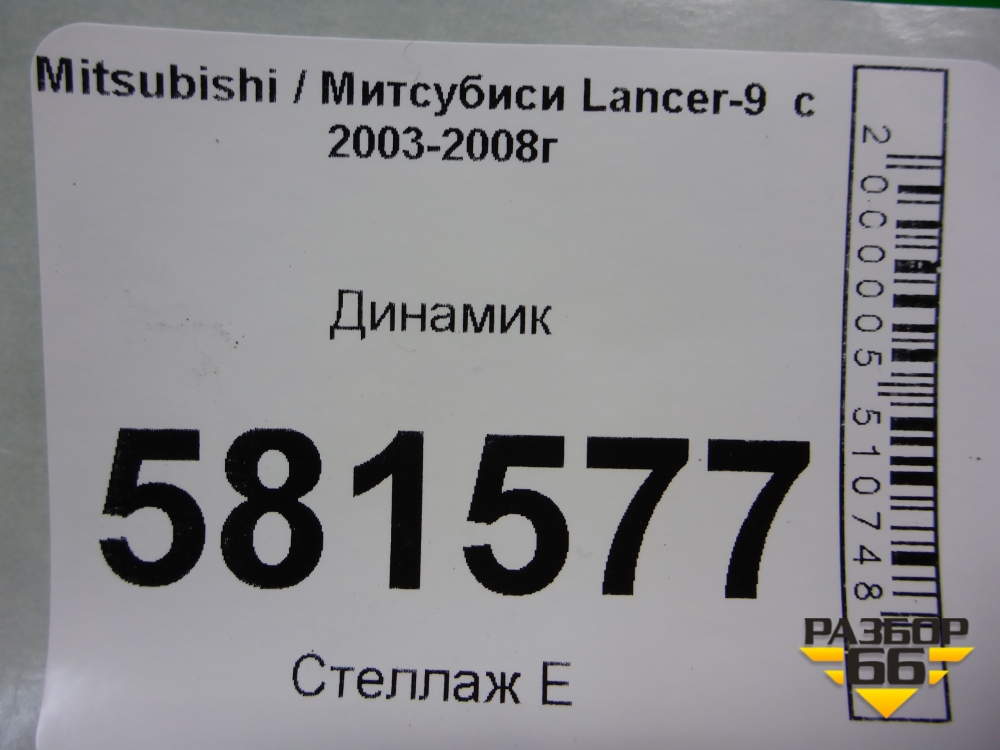 Mitsubishi / Митсубиси Lancer-9 с
2003-2008г
Динамик
581577
Стеллаж Е
2000005510748
РАЗБОР
66